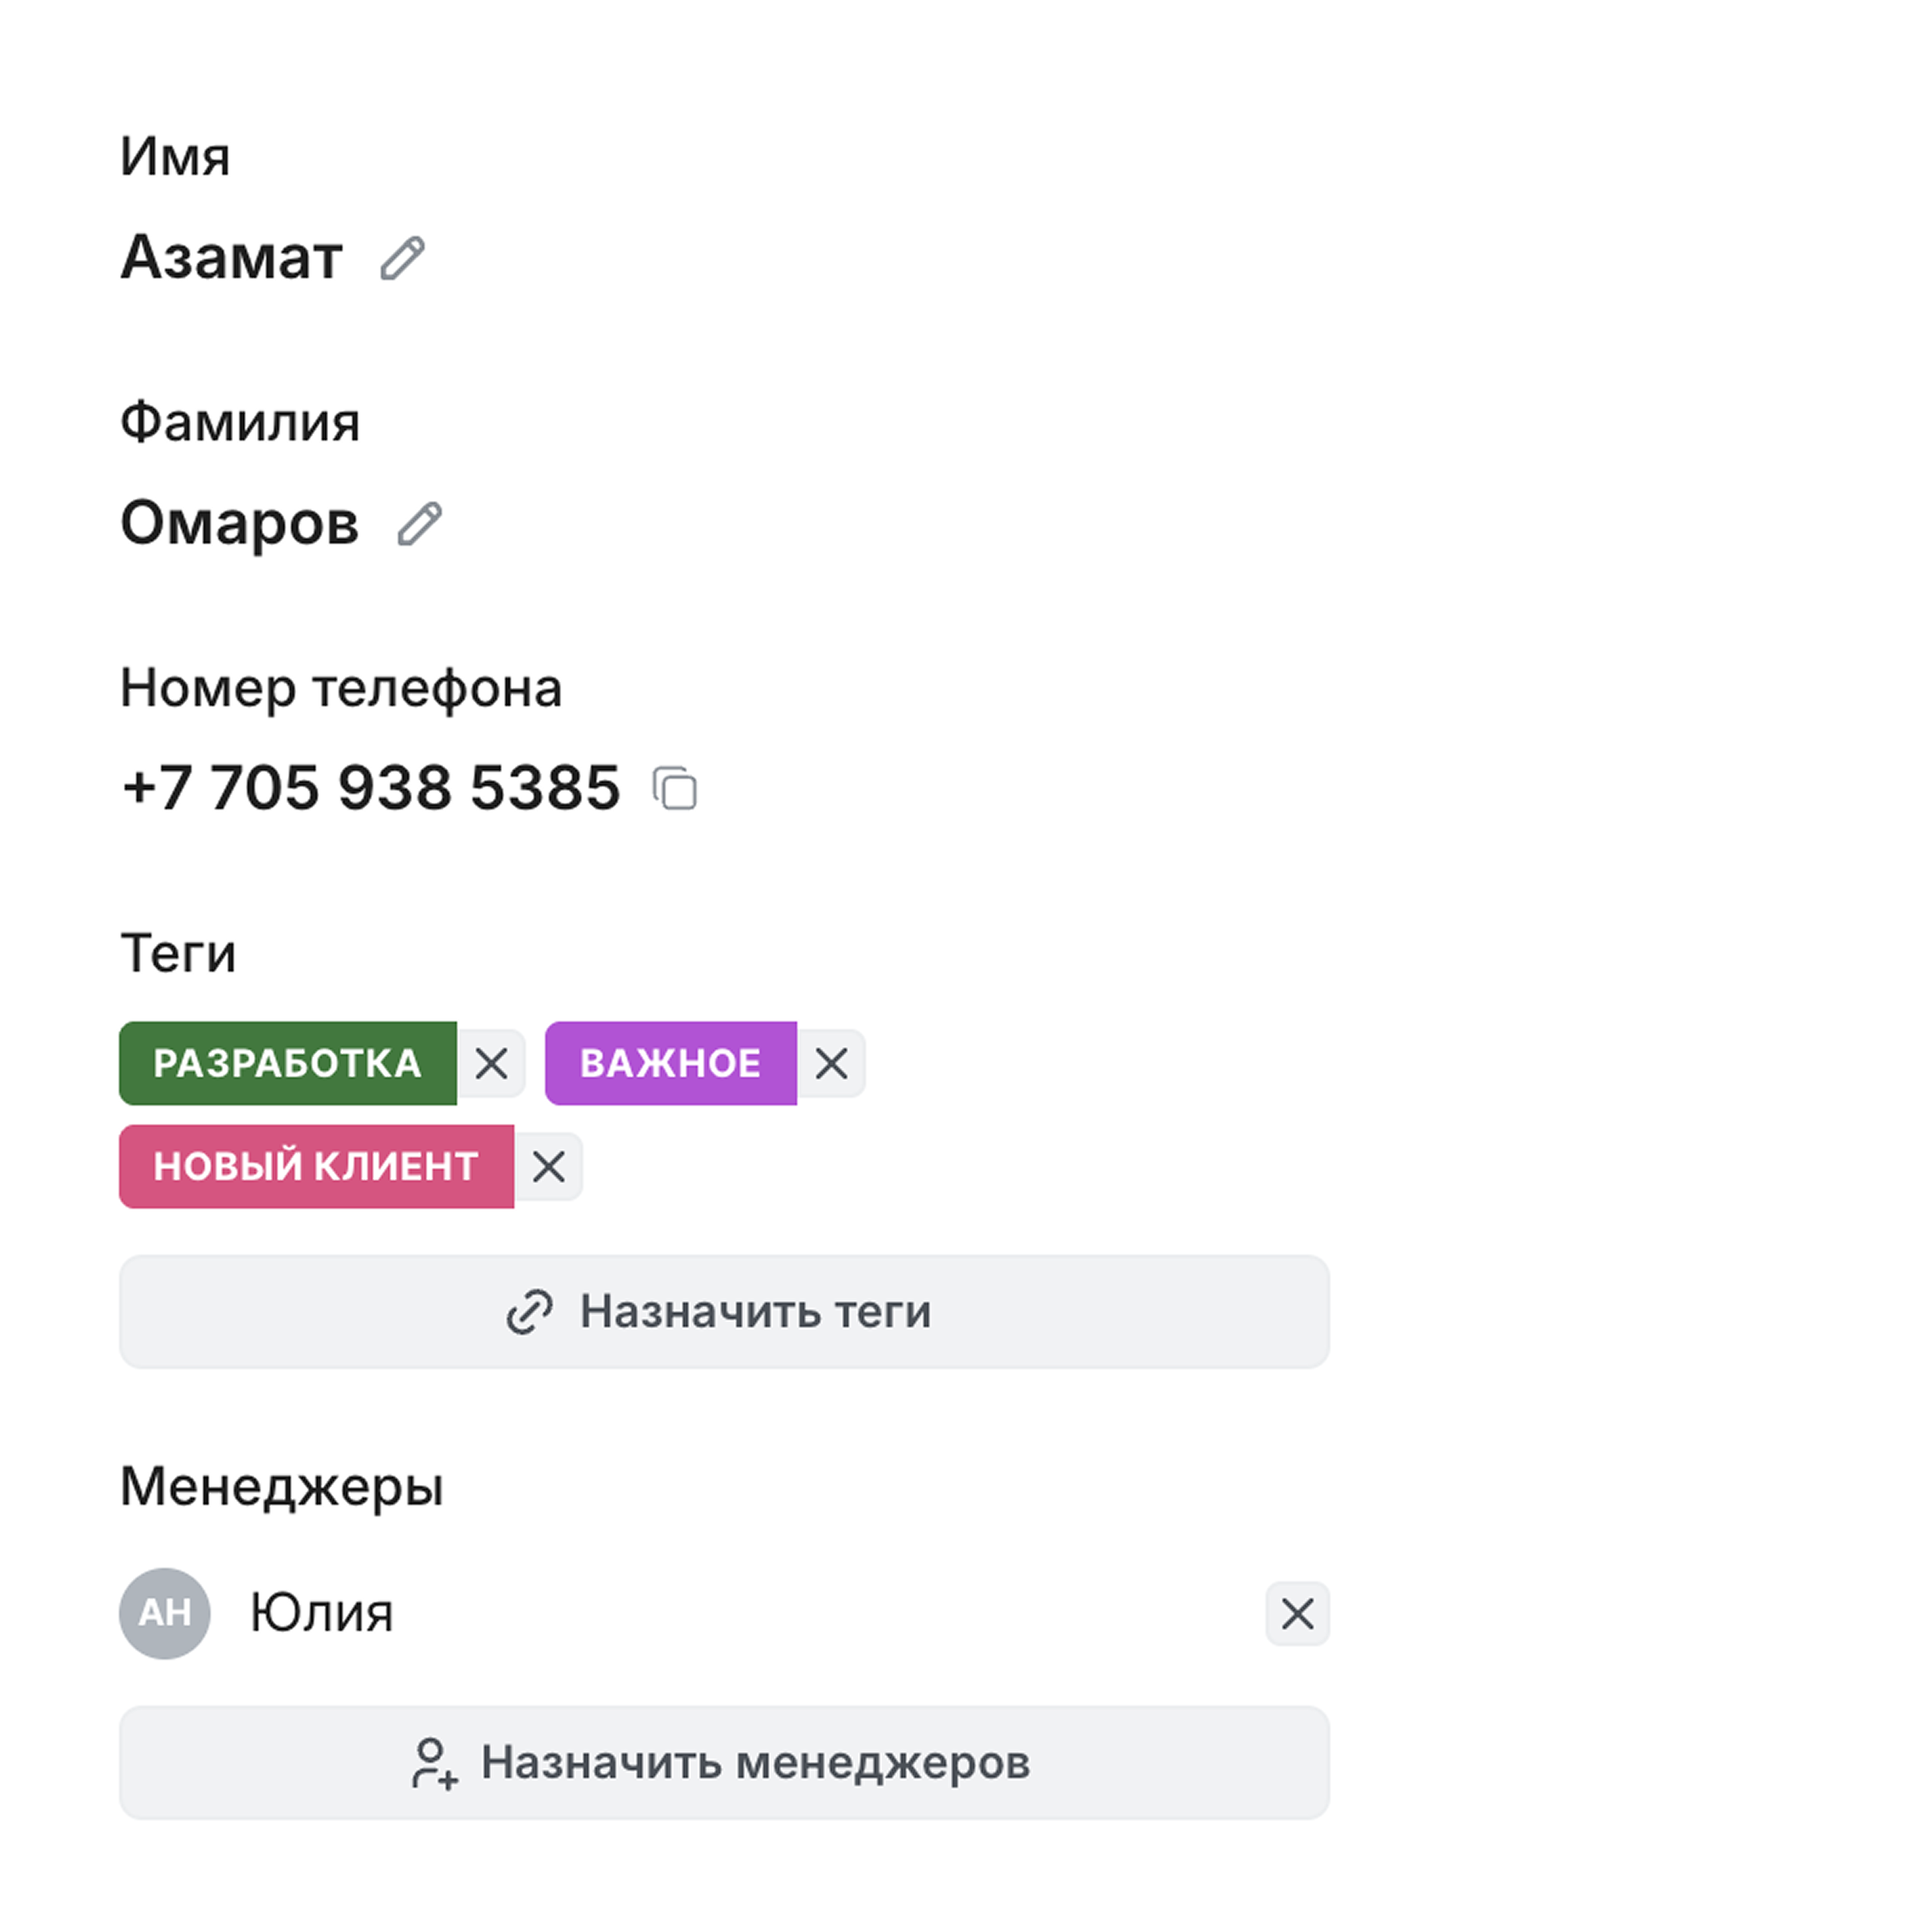 Имя
Азамат
Фамилия
Омаров
Номер телефона
+7 705 938 5385
Теги
РАЗРАБОТКА ВАЖНОЕ
НОВЫЙ КЛИЕНТ
Назначить теги
Менеджеры
АН Юлия
Назначить менеджеров